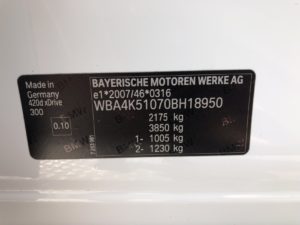 BAYERISCHE MOTOREN WERKE AG
e1*2007/46*0316
WBA4K51070BH18950
Made in
Germany
420d xDrive
300
0.10
2175 kg
3850 kg
1- 1005 kg
2- 1230 kg